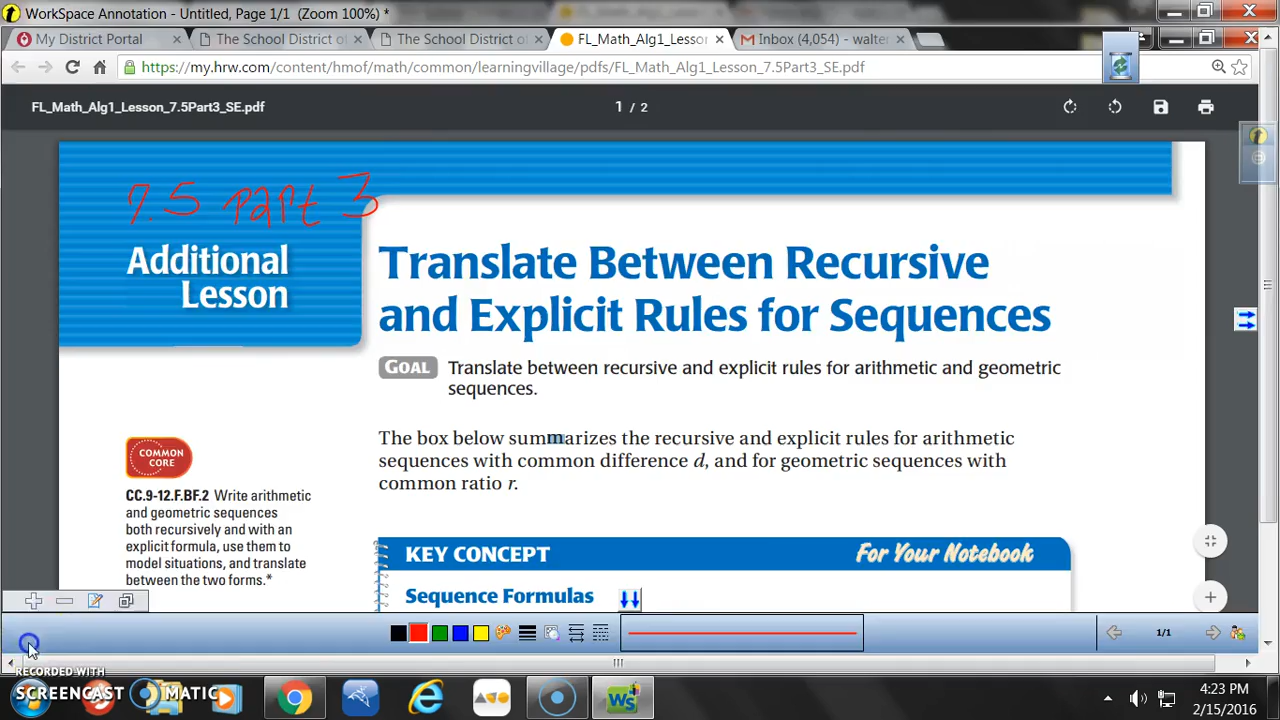 WorkSpace Annotation - Untitled, Page 1/1 (Zoom 100%) *
My District Portal
The School District of
The School District of
FL_Math_Alg1_Lesso
Inbox (4,054) - walter
https://my.hrw.com/content/hmof/math/common/learningvillage/pdfs/FL_Math_Alg1_Lesson_7.5Part3_SE.pdf
FL_Math_Alg1_Lesson_7.5Part3_SE.pdf
1 / 2
7.5 part 3
Additional
Lesson
Translate Between Recursive
and Explicit Rules for Sequences
GOAL Translate between recursive and explicit rules for arithmetic and geometric
sequences.
The box below summarizes the recursive and explicit rules for arithmetic
sequences with common difference d, and for geometric sequences with
common ratio r.
COMMON
CORE
CC.9-12.F.BF.2 Write arithmetic
and geometric sequences
both recursively and with an
explicit formula, use them to
model situations, and translate
between the two forms.*
KEY CONCEPT
For Your Notebook
Sequence Formulas
1/1
RECORDED WITH
SCREENCAST MATIC
Ws
4:23 PM
2/15/2016